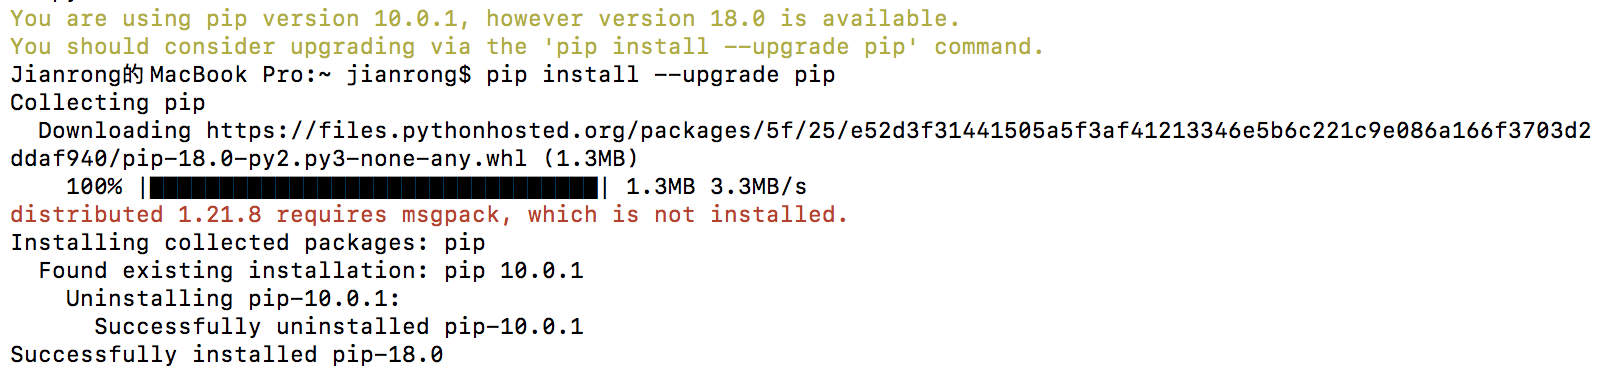 You are using pip version 10.0.1, however version 18.0 is available.
You should consider upgrading via the 'pip install --upgrade pip' command.
Jianrong的MacBook Pro:~ jianrong$ pip install --upgrade pip
Collecting pip
  Downloading https://files.pythonhosted.org/packages/5f/25/e52d3f31441505a5f3af41213346e5b6c221c9e086a166f3703d2
ddaf940/pip-18.0-py2.py3-none-any.whl (1.3MB)
    100% |████████████████████████████████| 1.3MB 3.3MB/s
distributed 1.21.8 requires msgpack, which is not installed.
Installing collected packages: pip
  Found existing installation: pip 10.0.1
    Uninstalling pip-10.0.1:
      Successfully uninstalled pip-10.0.1
Successfully installed pip-18.0